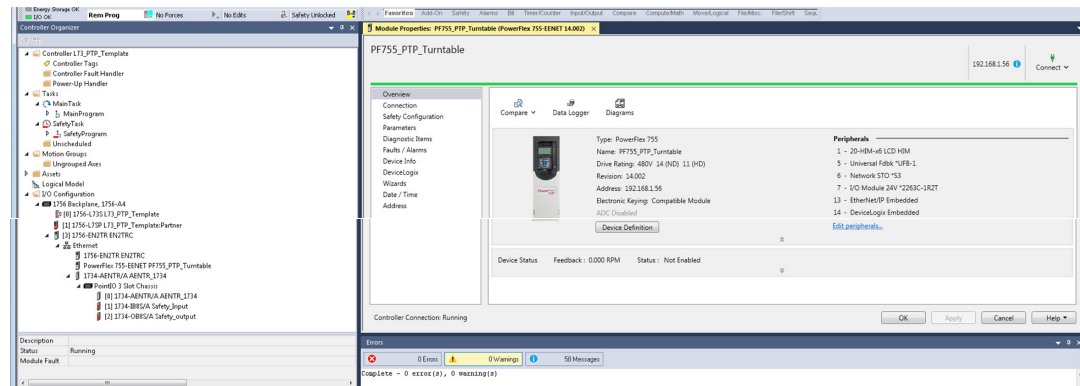 Energy Storage OK
I/O OK
Rem Prog
No Forces
No Edits
Safety Unlocked
Favorites Add-On Safety Alarms Bit Timer/Counter Input/Output Compare Compute/Math Move/Logical File/Misc. File/Shift Sequ
Controller Organizer
Controller L73_PTP_Template
Controller Tags
Controller Fault Handler
Power-Up Handler
Tasks
MainTask
MainProgram
SafetyTask
SafetyProgram
Unscheduled
Motion Groups
Ungrouped Axes
Assets
Logical Model
I/O Configuration
1756 Backplane, 1756-A4
[0] 1756-L73S L73_PTP_Template
[1] 1756-L7SP L73_PTP_Template:Partner
[3] 1756-EN2TR EN2TRC
Ethernet
1756-EN2TR EN2TRC
PowerFlex 755-EENET PF755_PTP_Turntable
1734-AENTR/A AENTR_1734
PointIO 3 Slot Chassis
[0] 1734-AENTR/A AENTR_1734
[1] 1734-IB8S/A Safety_Input
[2] 1734-OB8S/A Safety_output
Description
Status Running
Module Fault
Module Properties: PF755_PTP_Turntable (PowerFlex 755-EENET 14.002)
PF755_PTP_Turntable
192.168.1.56
Connect
Overview
Connection
Safety Configuration
Parameters
Diagnostic Items
Faults / Alarms
Device Info
DeviceLogix
Wizards
Date / Time
Address
Compare
Data Logger
Diagrams
Type: PowerFlex 755
Name: PF755_PTP_Turntable
Drive Rating: 480V 14 (ND) 11 (HD)
Revision: 14.002
Address: 192.168.1.56
Electronic Keying: Compatible Module
ADC Disabled
Device Definition
Peripherals
1 - 20-HIM-x6 LCD HIM
5 - Universal Fdbk *UFB-1
6 - Network STO *S3
7 - I/O Module 24V *2263C-1R2T
13 - EtherNet/IP Embedded
14 - DeviceLogix Embedded
Edit peripherals...
Device Status Feedback : 0.000 RPM Status : Not Enabled
Controller Connection: Running
OK
Apply
Cancel
Help
Errors
0 Errors
0 Warnings
58 Messages
Complete - 0 error(s), 0 warning(s)